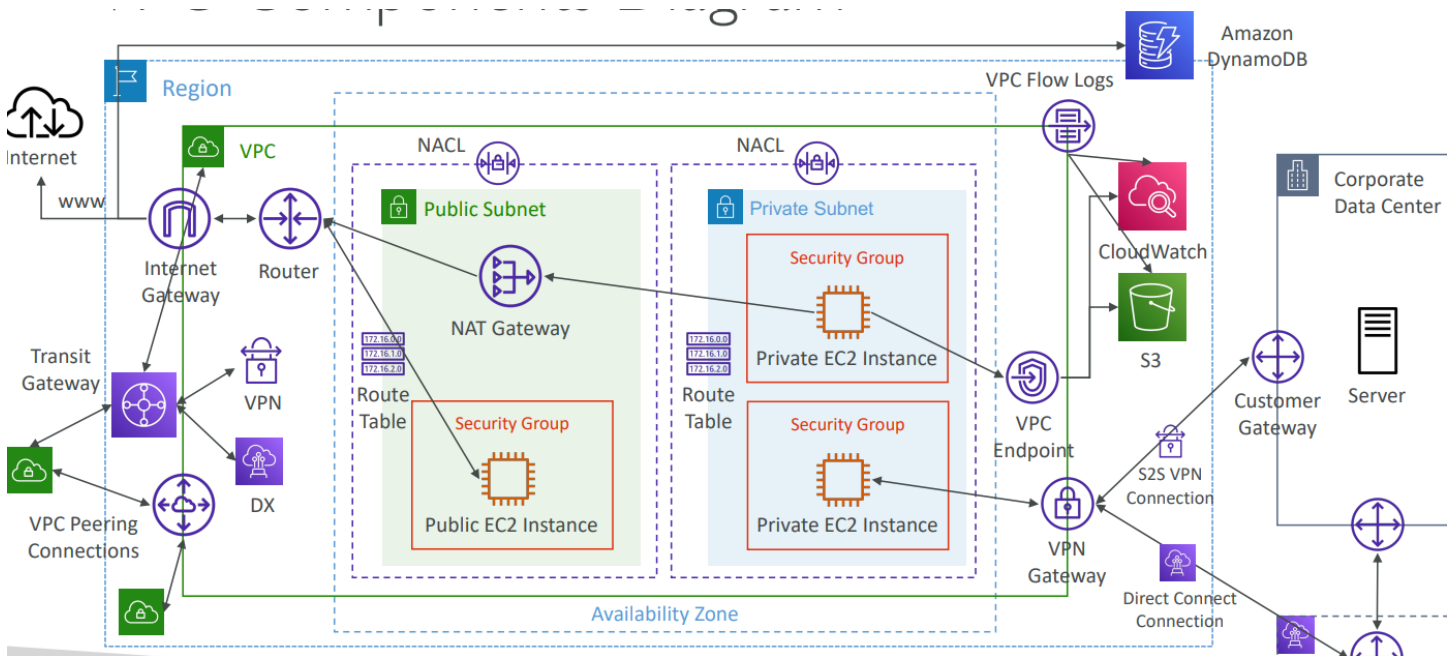 VPC Components Diagram
Amazon
DynamoDB
Region
VPC Flow Logs
Internet
www
VPC
NACL
NACL
Corporate
Data Center
Public Subnet
Private Subnet
Security Group
CloudWatch
Internet
Gateway
Router
NAT Gateway
Private EC2 Instance
S3
172.16.0.0
172.16.1.0
172.16.2.0
172.16.0.0
172.16.1.0
172.16.2.0
Transit
Gateway
VPN
Route
Table
Route
Table
Server
Customer
Gateway
Security Group
Security Group
VPC
Endpoint
S2S VPN
Connection
DX
VPC Peering
Connections
Public EC2 Instance
Private EC2 Instance
VPN
Gateway
Direct Connect
Connection
Availability Zone